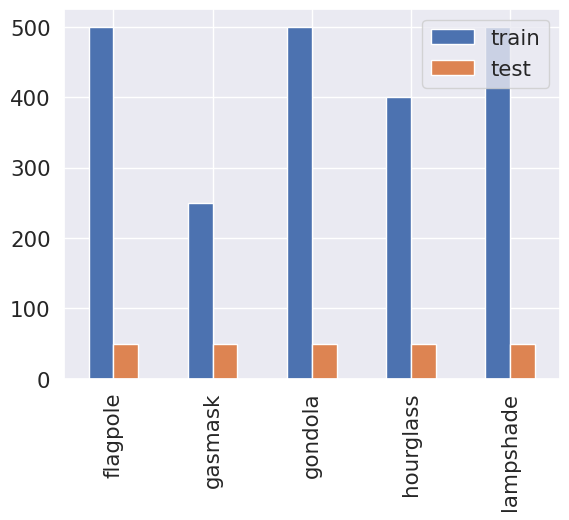 500
400
300
200
100
0
train
test
flagpole
gasmask
gondola
hourglass
lampshade